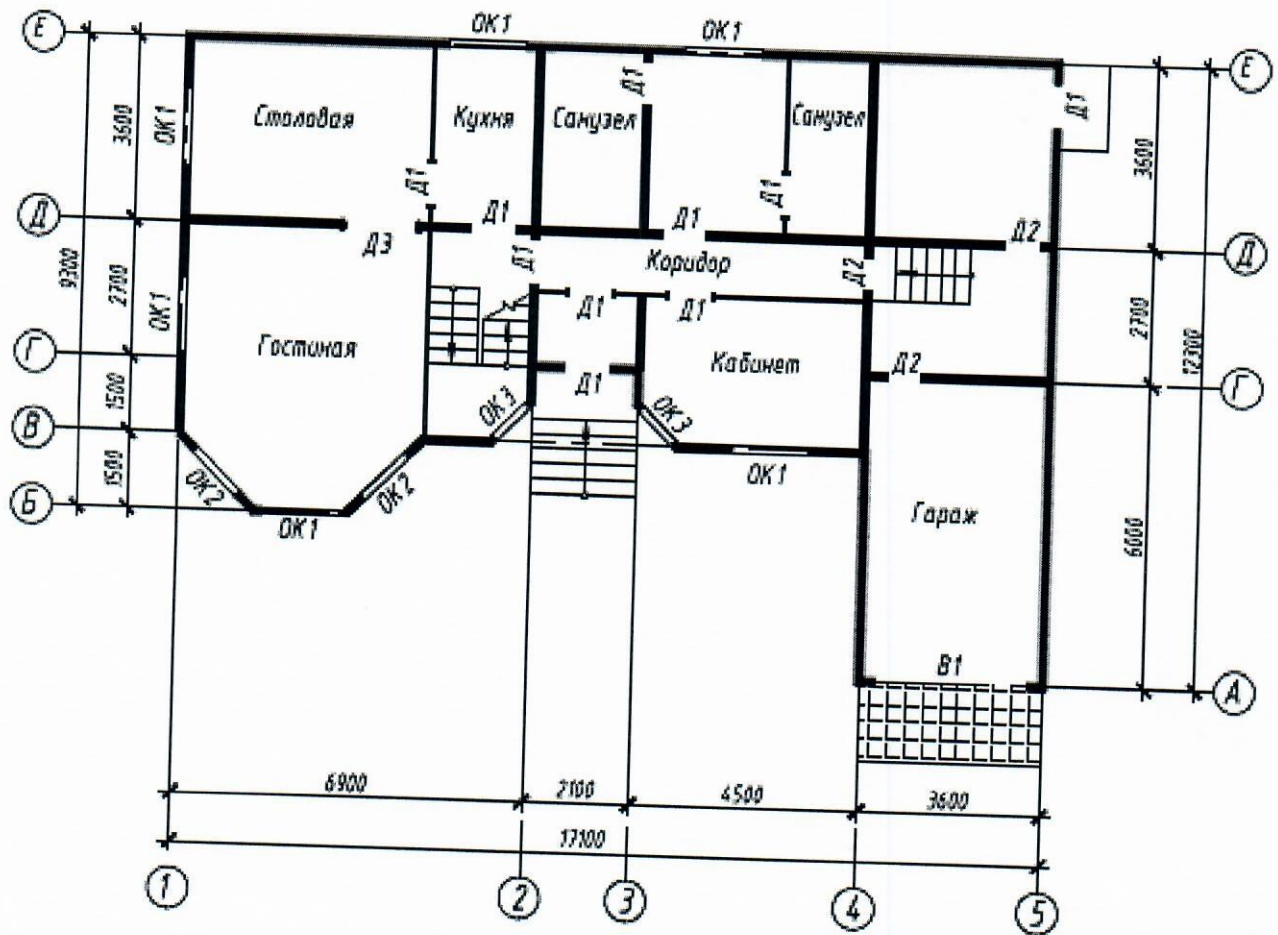 Е
ОК1
ОК1
Е
Д1
Д1
Столовая
Кухня
Санузел
Санузел
ОК1
3600
3600
Д1
Д1
Д
Д3
Д1
Д1
Д1
Д2
Д2
Д
Коридор
9300
2700
ОК1
Д1
Д1
2700
12300
Гостиная
Кабинет
Г
Д1
Д2
Г
1500
ОК3
ОК3
В
1500
ОК2
ОК2
ОК1
Б
ОК1
Гараж
6000
В1
А
6900
2100
4500
3600
17100
1
2
3
4
5